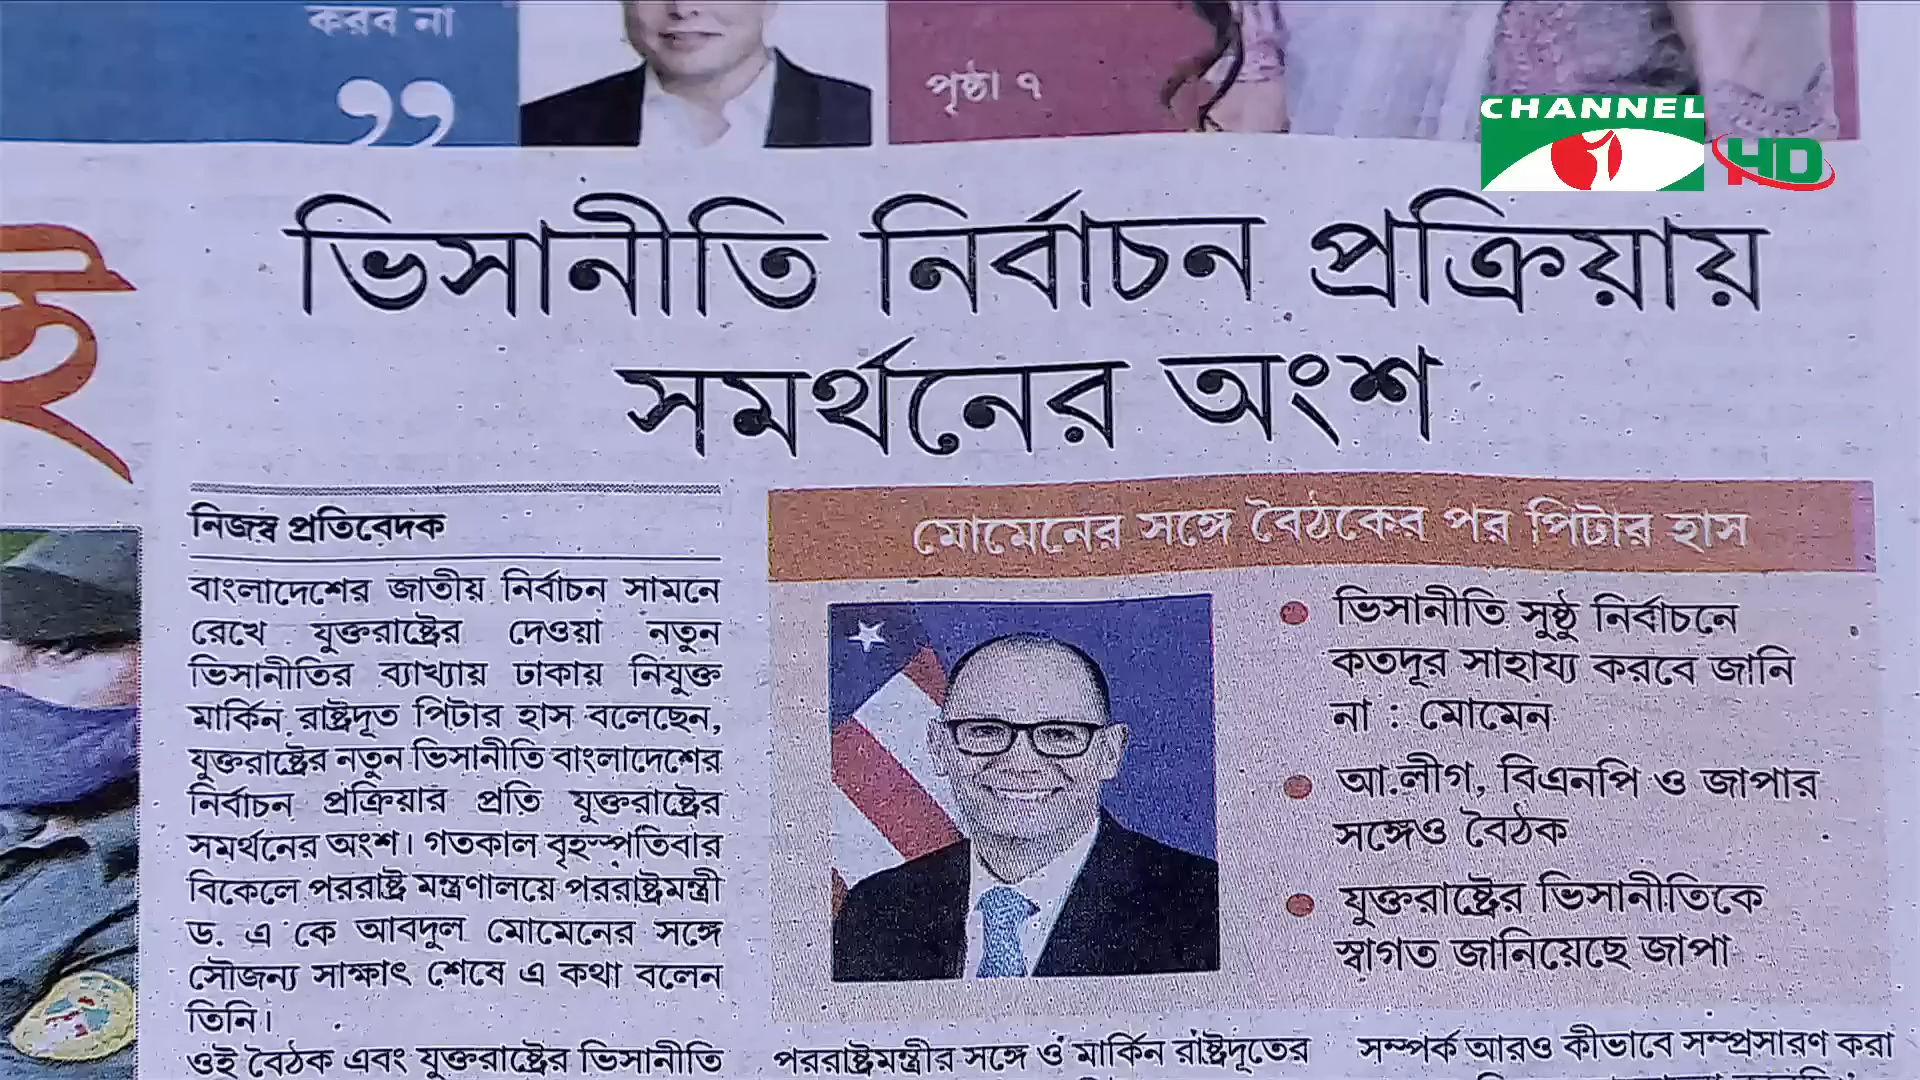 করব না
”
পৃষ্ঠা ৭
CHANNEL
HD
ই
ভিসানীতি নির্বাচন প্রক্রিয়ায়
সমর্থনের অংশ
নিজস্ব প্রতিবেদক
বাংলাদেশের জাতীয় নির্বাচন সামনে
রেখে যুক্তরাষ্ট্রের দেওয়া নতুন
ভিসানীতির ব্যাখ্যায় ঢাকায় নিযুক্ত
মার্কিন রাষ্ট্রদূত পিটার হাস বলেছেন,
যুক্তরাষ্ট্রের নতুন ভিসানীতি বাংলাদেশের
নির্বাচন প্রক্রিয়ার প্রতি যুক্তরাষ্ট্রের
সমর্থনের অংশ। গতকাল বৃহস্পতিবার
বিকেলে পররাষ্ট্র মন্ত্রণালয়ে পররাষ্ট্রমন্ত্রী
ড. এ কে আবদুল মোমেনের সঙ্গে
সৌজন্য সাক্ষাৎ শেষে এ কথা বলেন
তিনি।
ওই বৈঠক এবং যুক্তরাষ্ট্রের ভিসানীতি
মোমেনের সঙ্গে বৈঠকের পর পিটার হাস
● ভিসানীতি সুষ্ঠু নির্বাচনে
কতদূর সাহায্য করবে জানি
না : মোমেন
● আ.লীগ, বিএনপি ও জাপার
সঙ্গেও বৈঠক
● যুক্তরাষ্ট্রের ভিসানীতিকে
স্বাগত জানিয়েছে জাপা
পররাষ্ট্রমন্ত্রীর সঙ্গে ও মার্কিন রাষ্ট্রদূতের
সম্পর্ক আরও কীভাবে সম্প্রসারণ করা